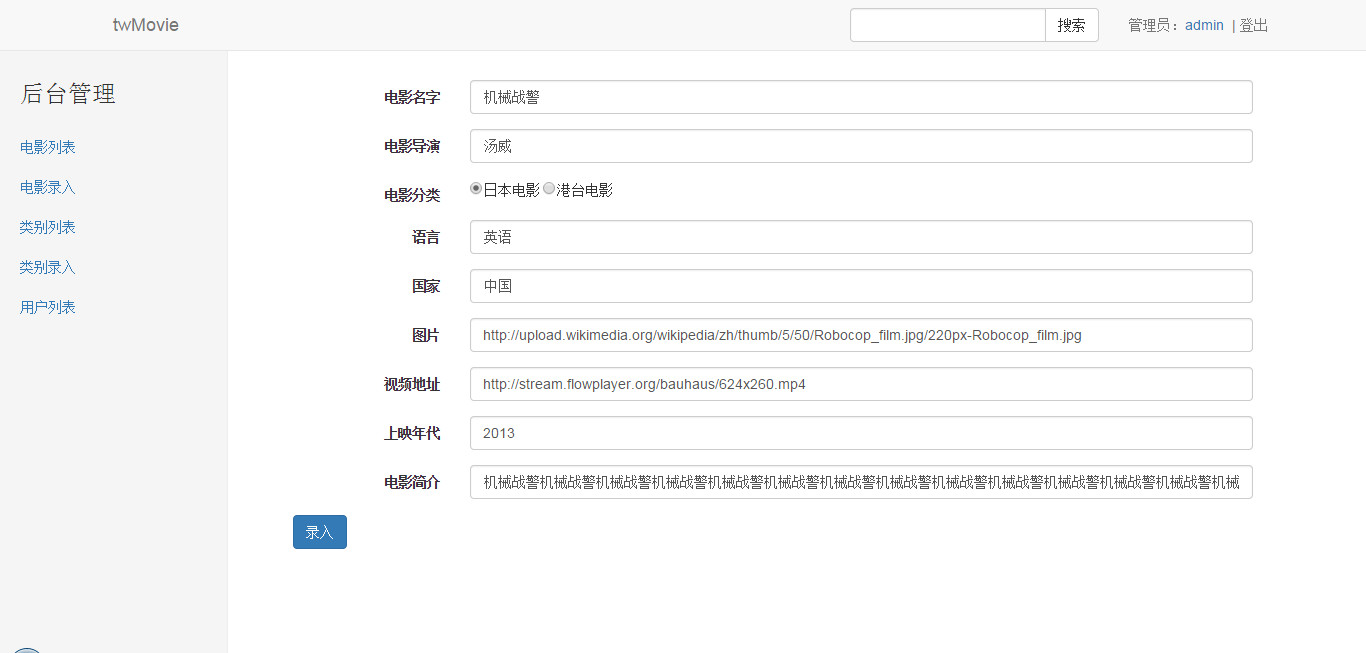 twMovie 搜索 管理员：admin | 登出
后台管理
电影列表
电影录入
类别列表
类别录入
用户列表
电影名字 机械战警
电影导演 汤威
电影分类 日本电影 港台电影
语言 英语
国家 中国
图片 http://upload.wikimedia.org/wikipedia/zh/thumb/5/50/Robocop_film.jpg/220px-Robocop_film.jpg
视频地址 http://stream.flowplayer.org/bauhaus/624x260.mp4
上映年代 2013
电影简介 机械战警机械战警机械战警机械战警机械战警机械战警机械战警机械战警机械战警机械战警机械战警机械战警机械战警机械
录入